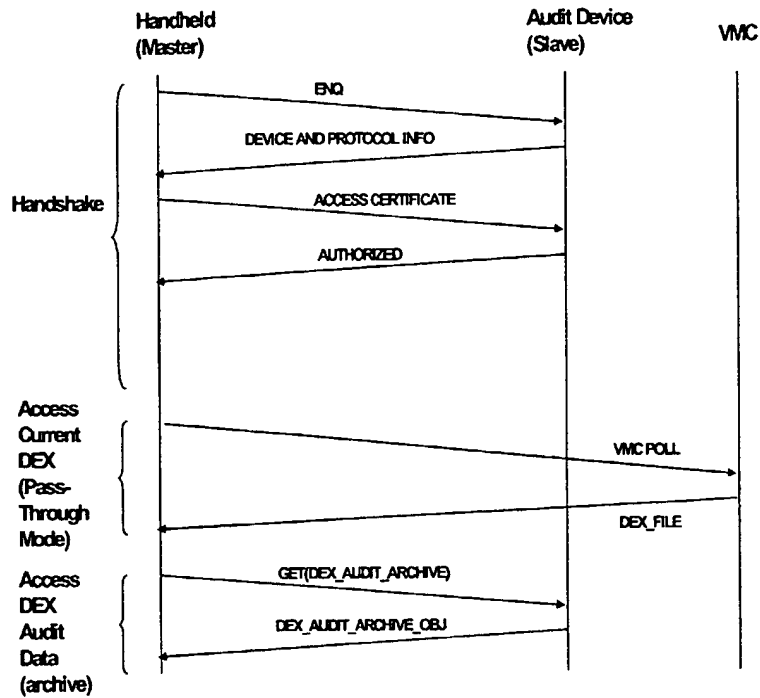 Handheld
(Master)
Audit Device
(Slave)
VMC
ENQ
DEVICE AND PROTOCOL INFO
Handshake
ACCESS CERTIFICATE
AUTHORIZED
Access
Current
DEX
(Pass-
Through
Mode)
VMC POLL
DEX_FILE
Access
DEX
Audit
Data
(archive)
GET(DEX_AUDIT_ARCHIVE)
DEX_AUDIT_ARCHIVE_OBJ